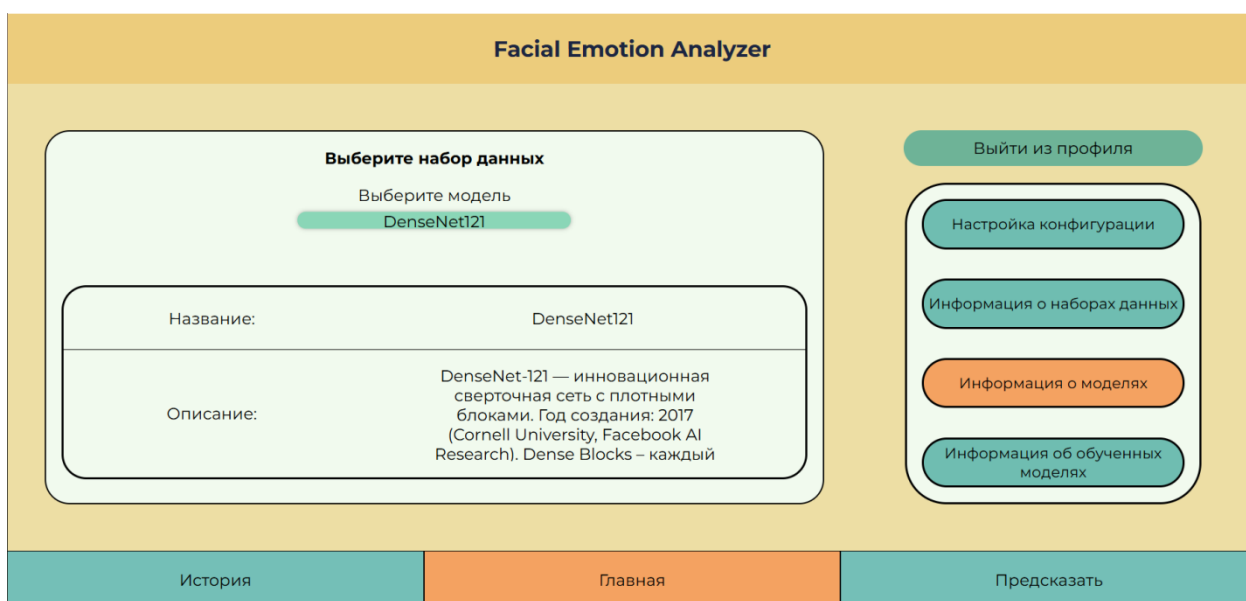 Facial Emotion Analyzer
Выберите набор данных
Выберите модель
DenseNet121
Название:
DenseNet121
Описание:
DenseNet-121 — инновационная
сверточная сеть с плотными
блоками. Год создания: 2017
(Cornell University, Facebook AI
Research). Dense Blocks – каждый
Выйти из профиля
Настройка конфигурации
Информация о наборах данных
Информация о моделях
Информация об обученных
моделях
История
Главная
Предсказать